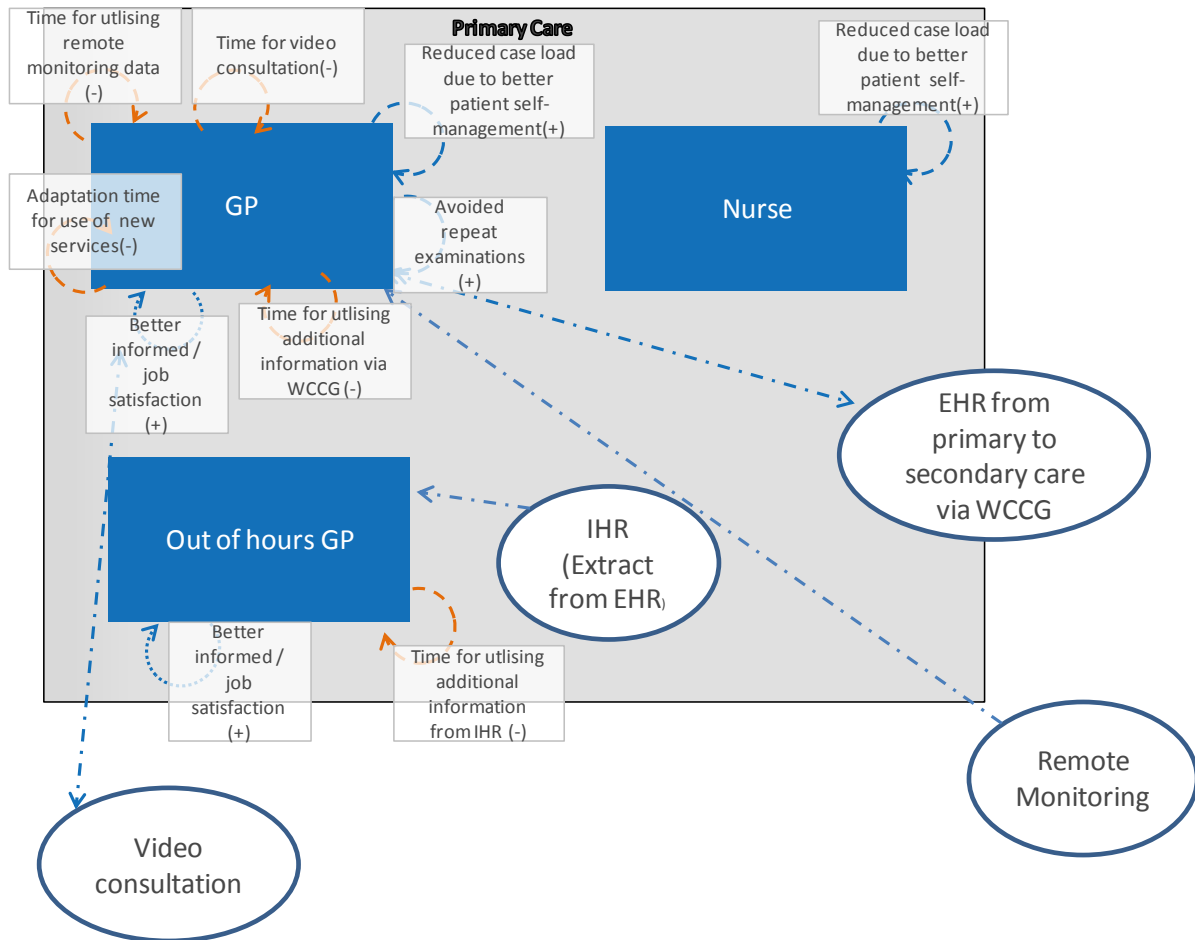 Primary Care
Time for utlising
remote
monitoring data
(-)
Time for video
consultation(-)
Reduced case load
due to better
patient self-
management(+)
Reduced case load
due to better
patient self-
management(+)
Adaptation time
for use of new
services(-)
GP
Avoided
repeat
examinations
(+)
Nurse
Better
informed /
job
satisfaction
(+)
Time for utlising
additional
information via
WCCG (-)
EHR from
primary to
secondary care
via WCCG
Out of hours GP
IHR
(Extract
from EHR)
Better
informed /
job
satisfaction
(+)
Time for utlising
additional
information
from IHR (-)
Remote
Monitoring
Video
consultation